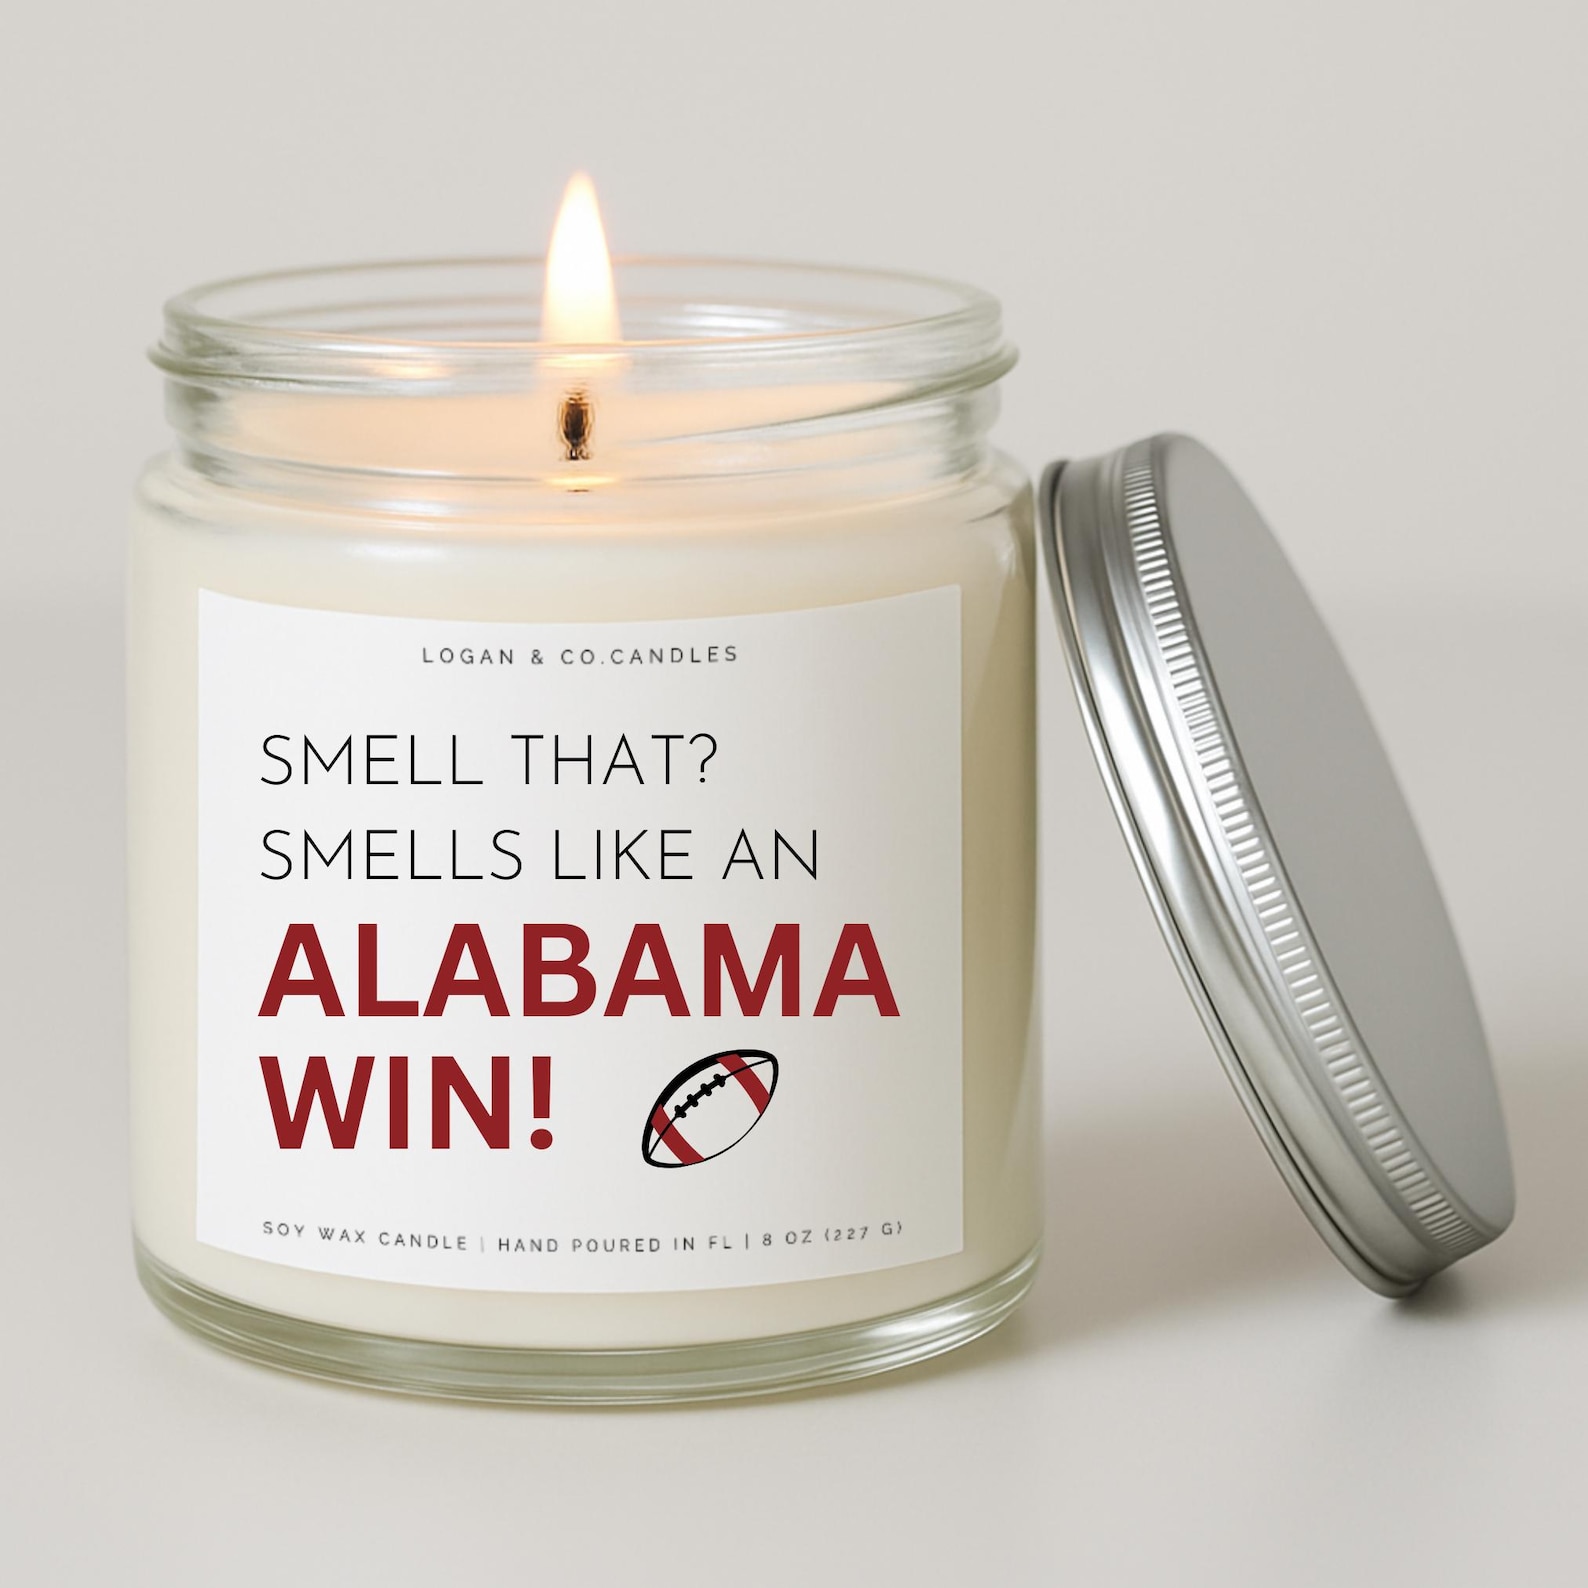 LOGAN & CO.CANDLES
SMELL THAT?
SMELLS LIKE AN
ALABAMA
WIN!
SOY WAX CANDLE | HAND POURED IN FL | 8 OZ (227 G)